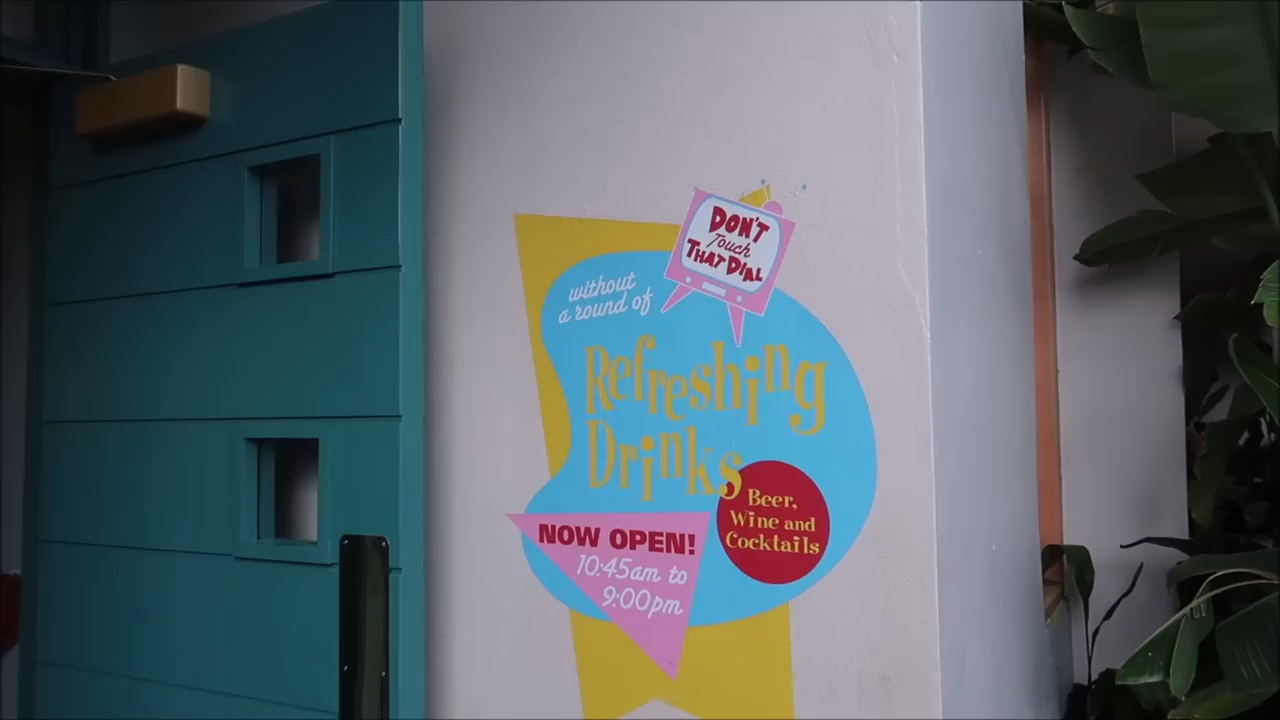 DON'T
Touch
THAT DIAL
without
a round of
Refreshing
Drinks
Beer,
Wine and
Cocktails
NOW OPEN!
10:45am to
9:00pm